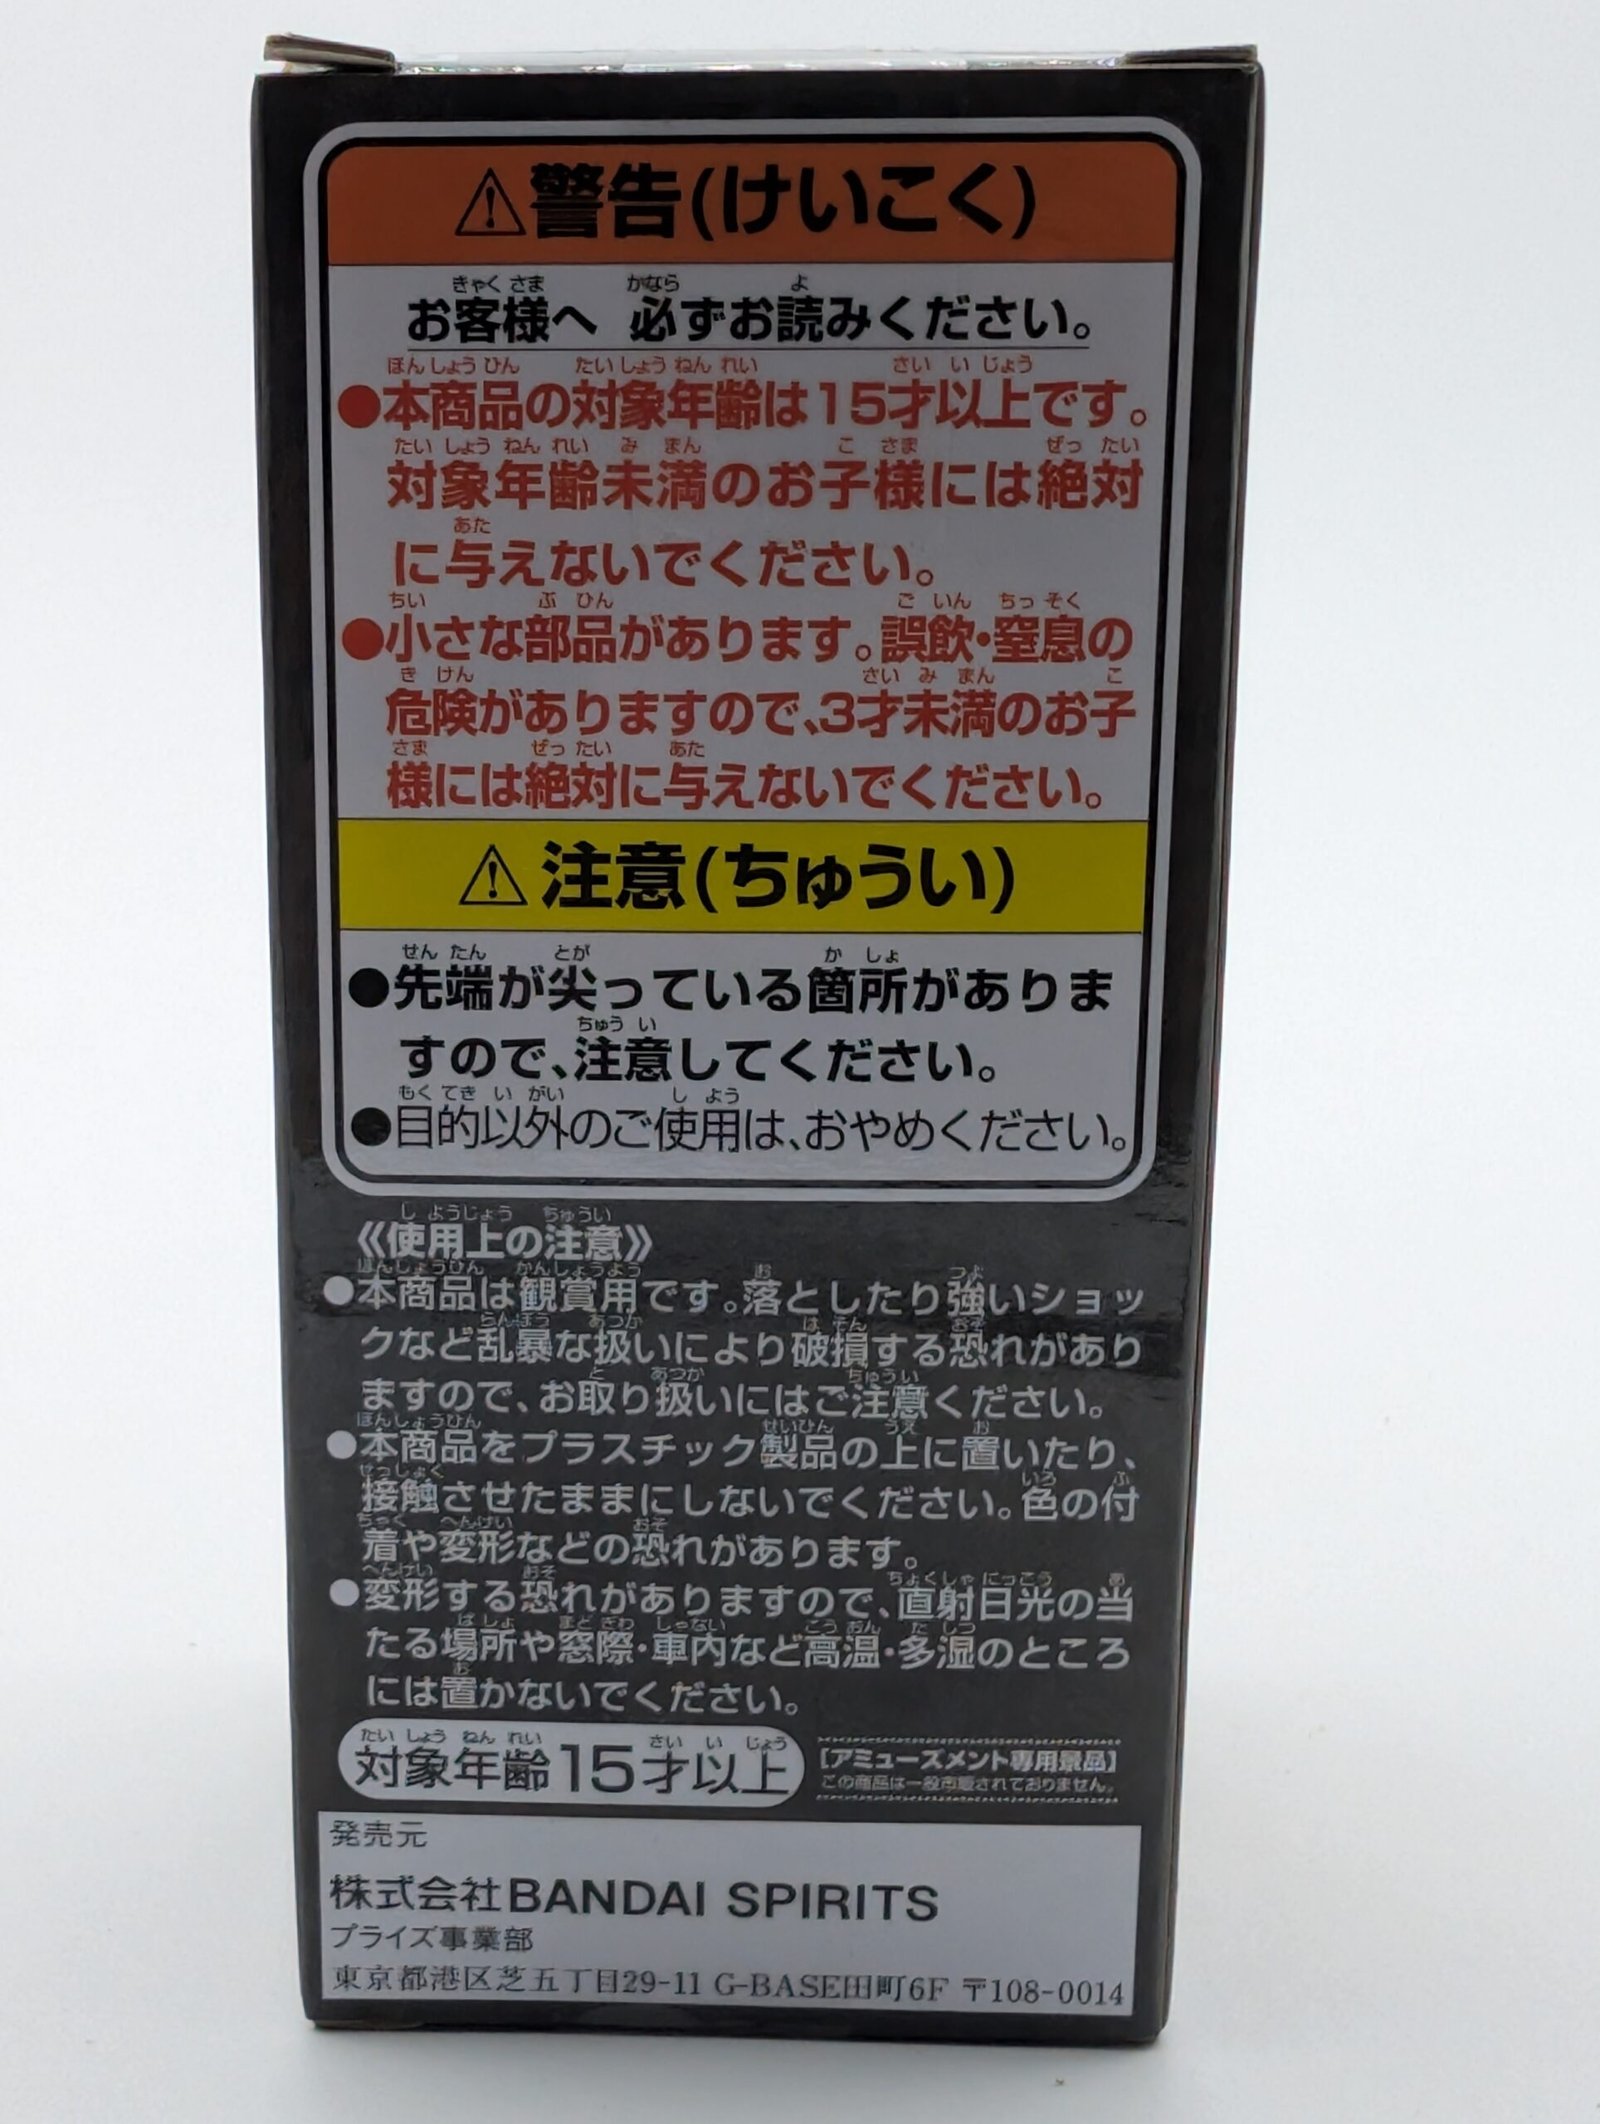 ⚠警告(けいこく)
お客様へ 必ずお読みください。
●本商品の対象年齢は15才以上です。
対象年齢未満のお子様には絶対
に与えないでください。
●小さな部品があります。誤飲・窒息の
危険がありますので、3才未満のお子
様には絶対に与えないでください。
⚠注意(ちゅうい)
●先端が尖っている箇所がありま
すので、注意してください。
●目的以外のご使用は、おやめください。
《使用上の注意》
●本商品は観賞用です。落としたり強いショッ
クなど乱暴な扱いにより破損する恐れがあり
ますので、お取り扱いにはご注意ください。
●本商品をプラスチック製品の上に置いたり、
接触させたままにしないでください。色の付
着や変形などの恐れがあります。
●変形する恐れがありますので、直射日光の当
たる場所や窓際・車内など高温・多湿のところ
には置かないでください。
対象年齢15才以上
【アミューズメント専用景品】
この商品は一般市販されておりません。
発売元
株式会社BANDAI SPIRITS
プライズ事業部
東京都港区芝五丁目29-11 G-BASE田町6F 〒108-0014